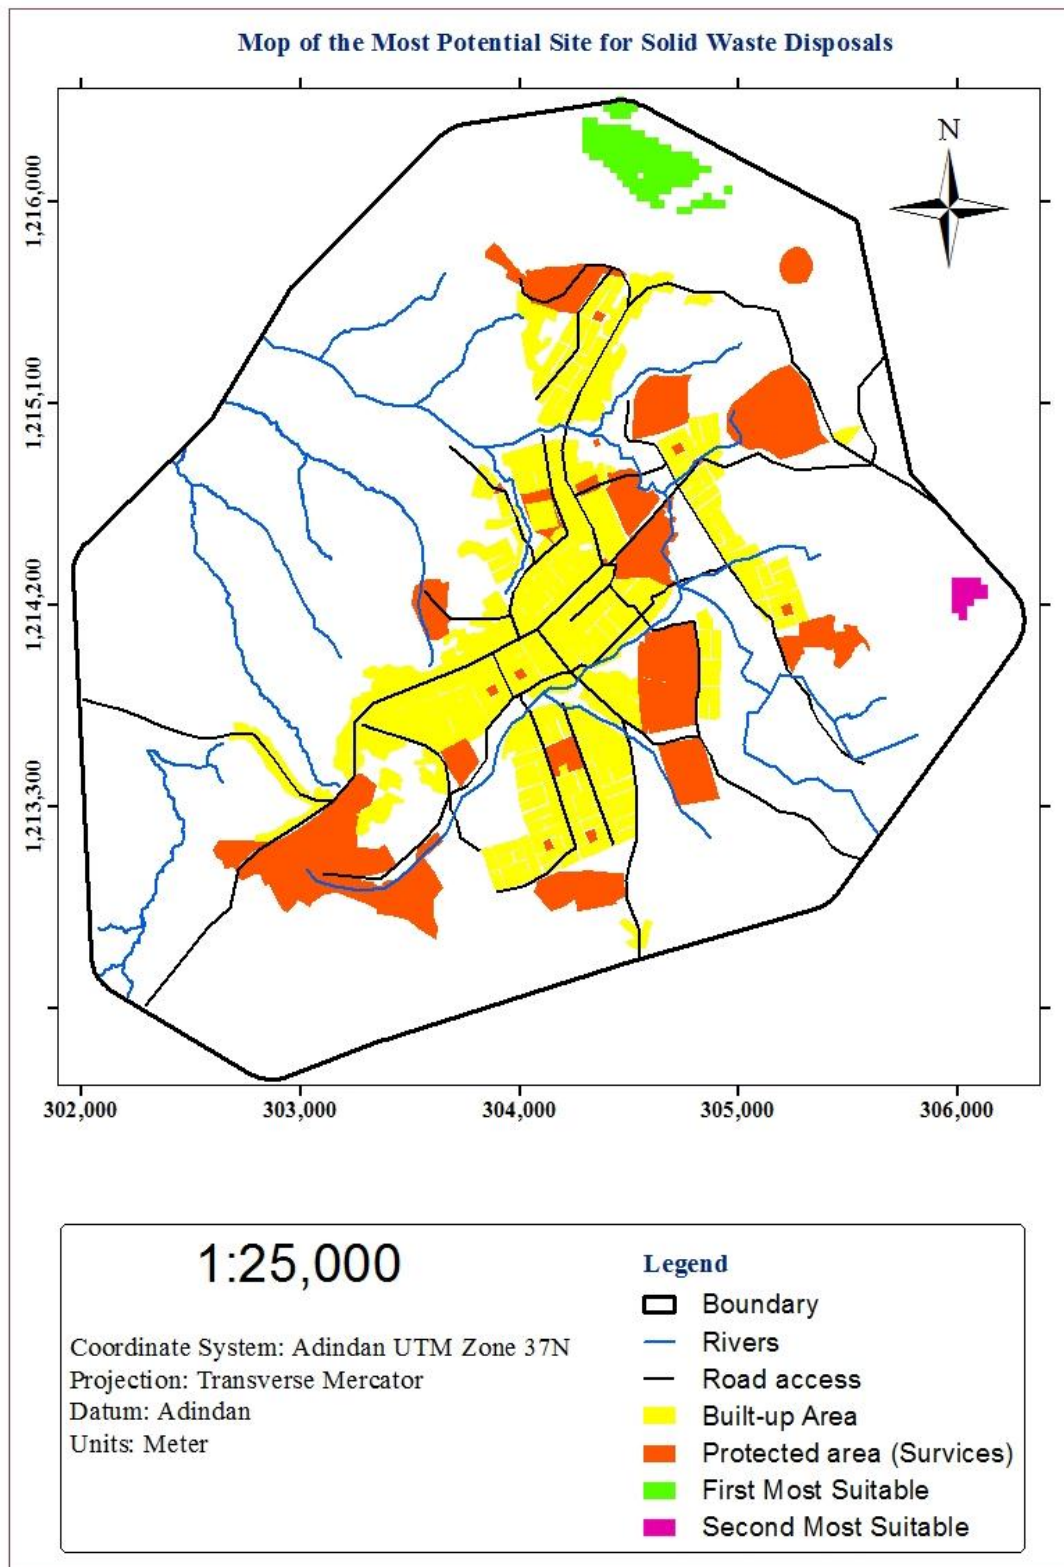 Mop of the Most Potential Site for Solid Waste Disposals
N
1,216,000
1,215,100
1,214,200
1,213,300
302,000 303,000 304,000 305,000 306,000
1:25,000
Coordinate System: Adindan UTM Zone 37N
Projection: Transverse Mercator
Datum: Adindan
Units: Meter
Legend
Boundary
Rivers
Road access
Built-up Area
Protected area (Survices)
First Most Suitable
Second Most Suitable